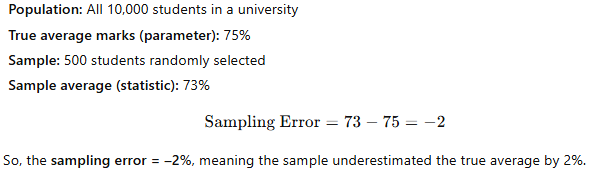 Population: All 10,000 students in a university
True average marks (parameter): 75%
Sample: 500 students randomly selected
Sample average (statistic): 73%
Sampling Error = 73 − 75 = −2
So, the sampling error = –2%, meaning the sample underestimated the true average by 2%.